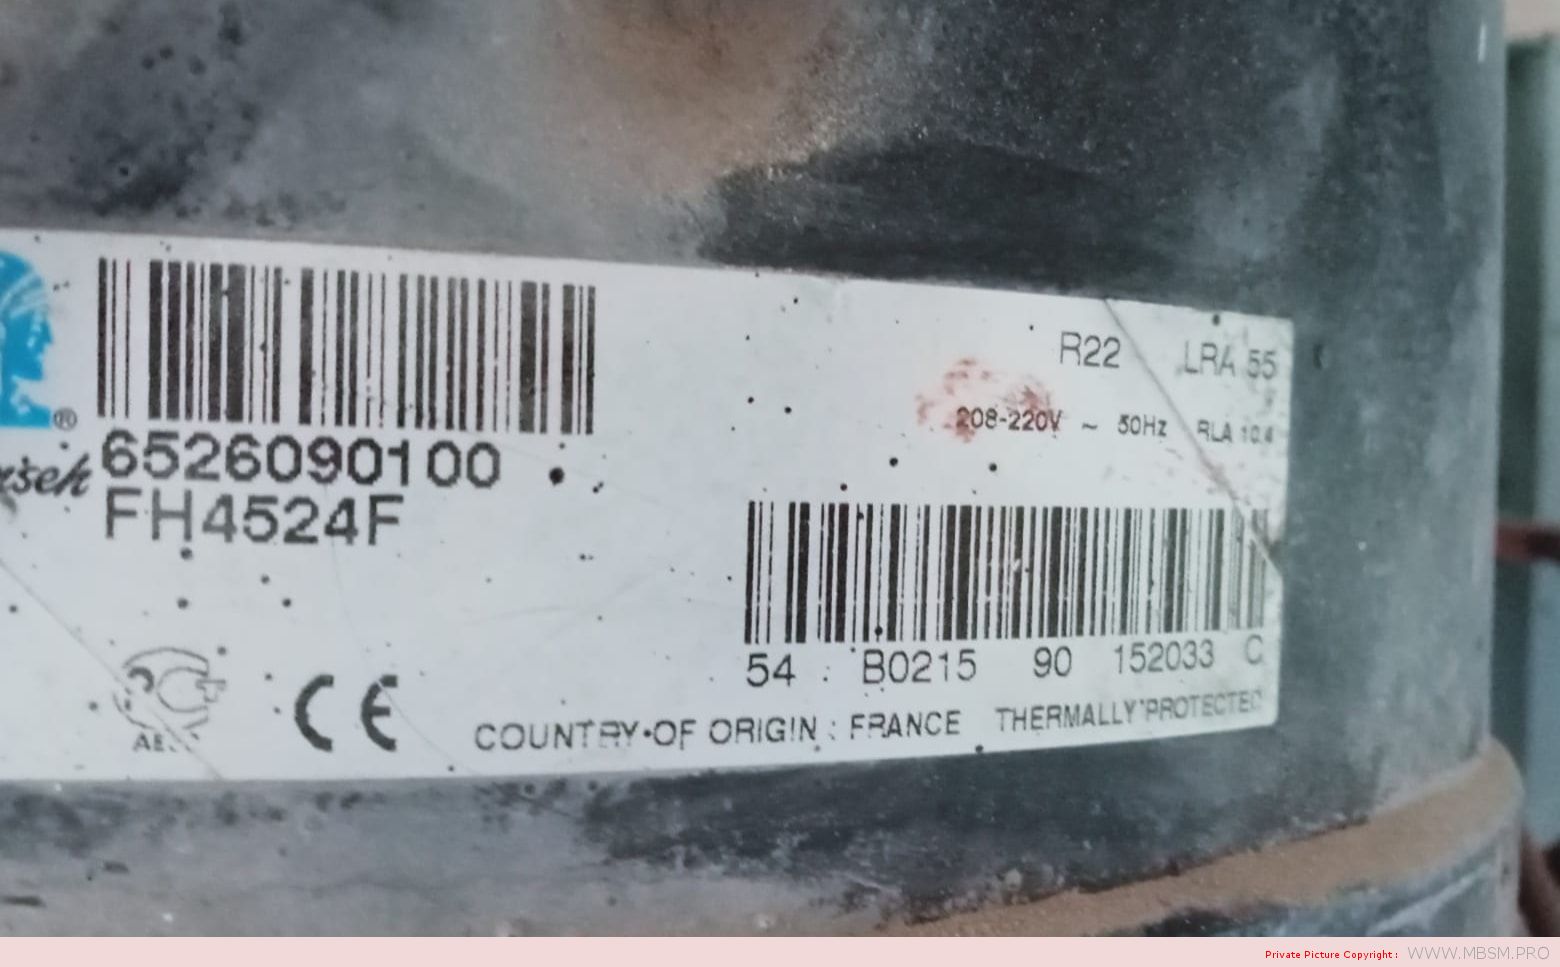 R22 LRA 55
208-220V ~ 50Hz RLA 10.4
®
6526090100
FH4524F
54 : B0215 90 152033 C
CE
COUNTRY OF ORIGIN : FRANCE THERMALLY PROTECTED
Private Picture Copyright : WWW.MBSM.PRO